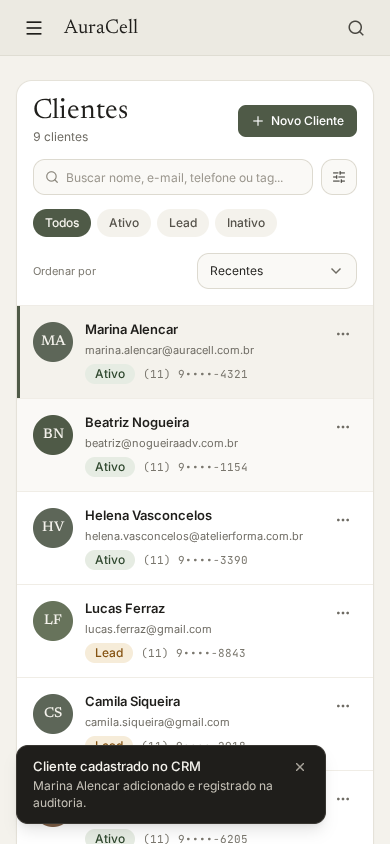 AuraCell
Clientes
9 clientes
Novo Cliente
Buscar nome, e-mail, telefone ou tag...
Todos
Ativo
Lead
Inativo
Ordenar por
Recentes
MA
Marina Alencar
marina.alencar@auracell.com.br
Ativo (11) 9••••-4321
BN
Beatriz Nogueira
beatriz@nogueiraadv.com.br
Ativo (11) 9••••-1154
HV
Helena Vasconcelos
helena.vasconcelos@atelierforma.com.br
Ativo (11) 9••••-3390
LF
Lucas Ferraz
lucas.ferraz@gmail.com
Lead (11) 9••••-8843
CS
Camila Siqueira
camila.siqueira@gmail.com
Cliente cadastrado no CRM
Marina Alencar adicionado e registrado na
auditoria.
Ativo (11) 9••••-6205